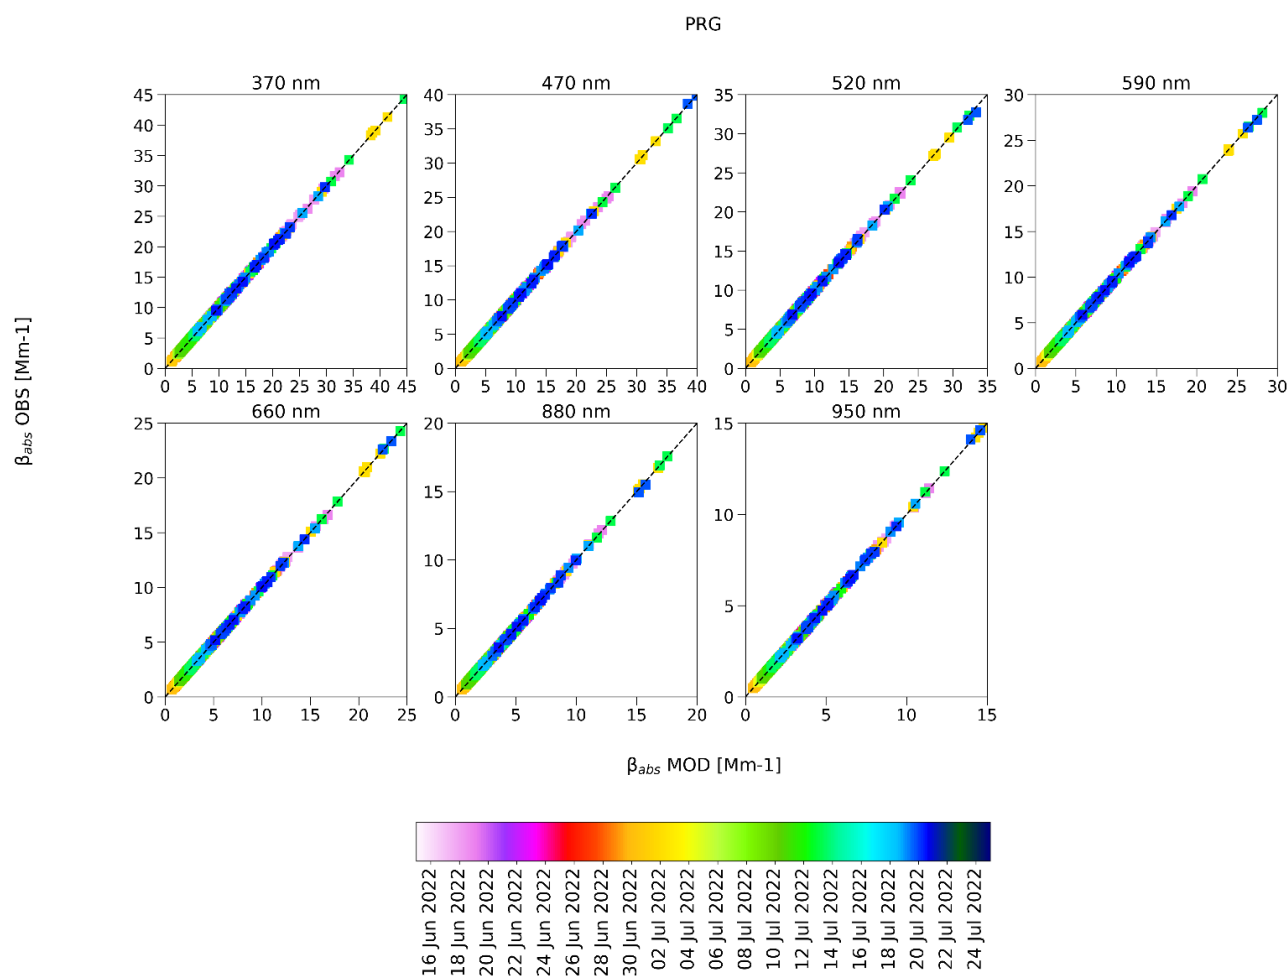 PRG
370 nm
470 nm
520 nm
590 nm
45
40
35
30
25
20
15
10
5
0
0 5 10 15 20 25 30 35 40 45
40
35
30
25
20
15
10
5
0
0 5 10 15 20 25 30 35 40
35
30
25
20
15
10
5
0
0 5 10 15 20 25 30 35
30
25
20
15
10
5
0
0 5 10 15 20 25 30
βabs OBS [Mm-1]
660 nm
880 nm
950 nm
25
20
15
10
5
0
0 5 10 15 20 25
20
15
10
5
0
0 5 10 15 20
15
10
5
0
0 5 10 15
βabs MOD [Mm-1]
16 Jun 2022
18 Jun 2022
20 Jun 2022
22 Jun 2022
24 Jun 2022
26 Jun 2022
28 Jun 2022
30 Jun 2022
02 Jul 2022
04 Jul 2022
06 Jul 2022
08 Jul 2022
10 Jul 2022
12 Jul 2022
14 Jul 2022
16 Jul 2022
18 Jul 2022
20 Jul 2022
22 Jul 2022
24 Jul 2022